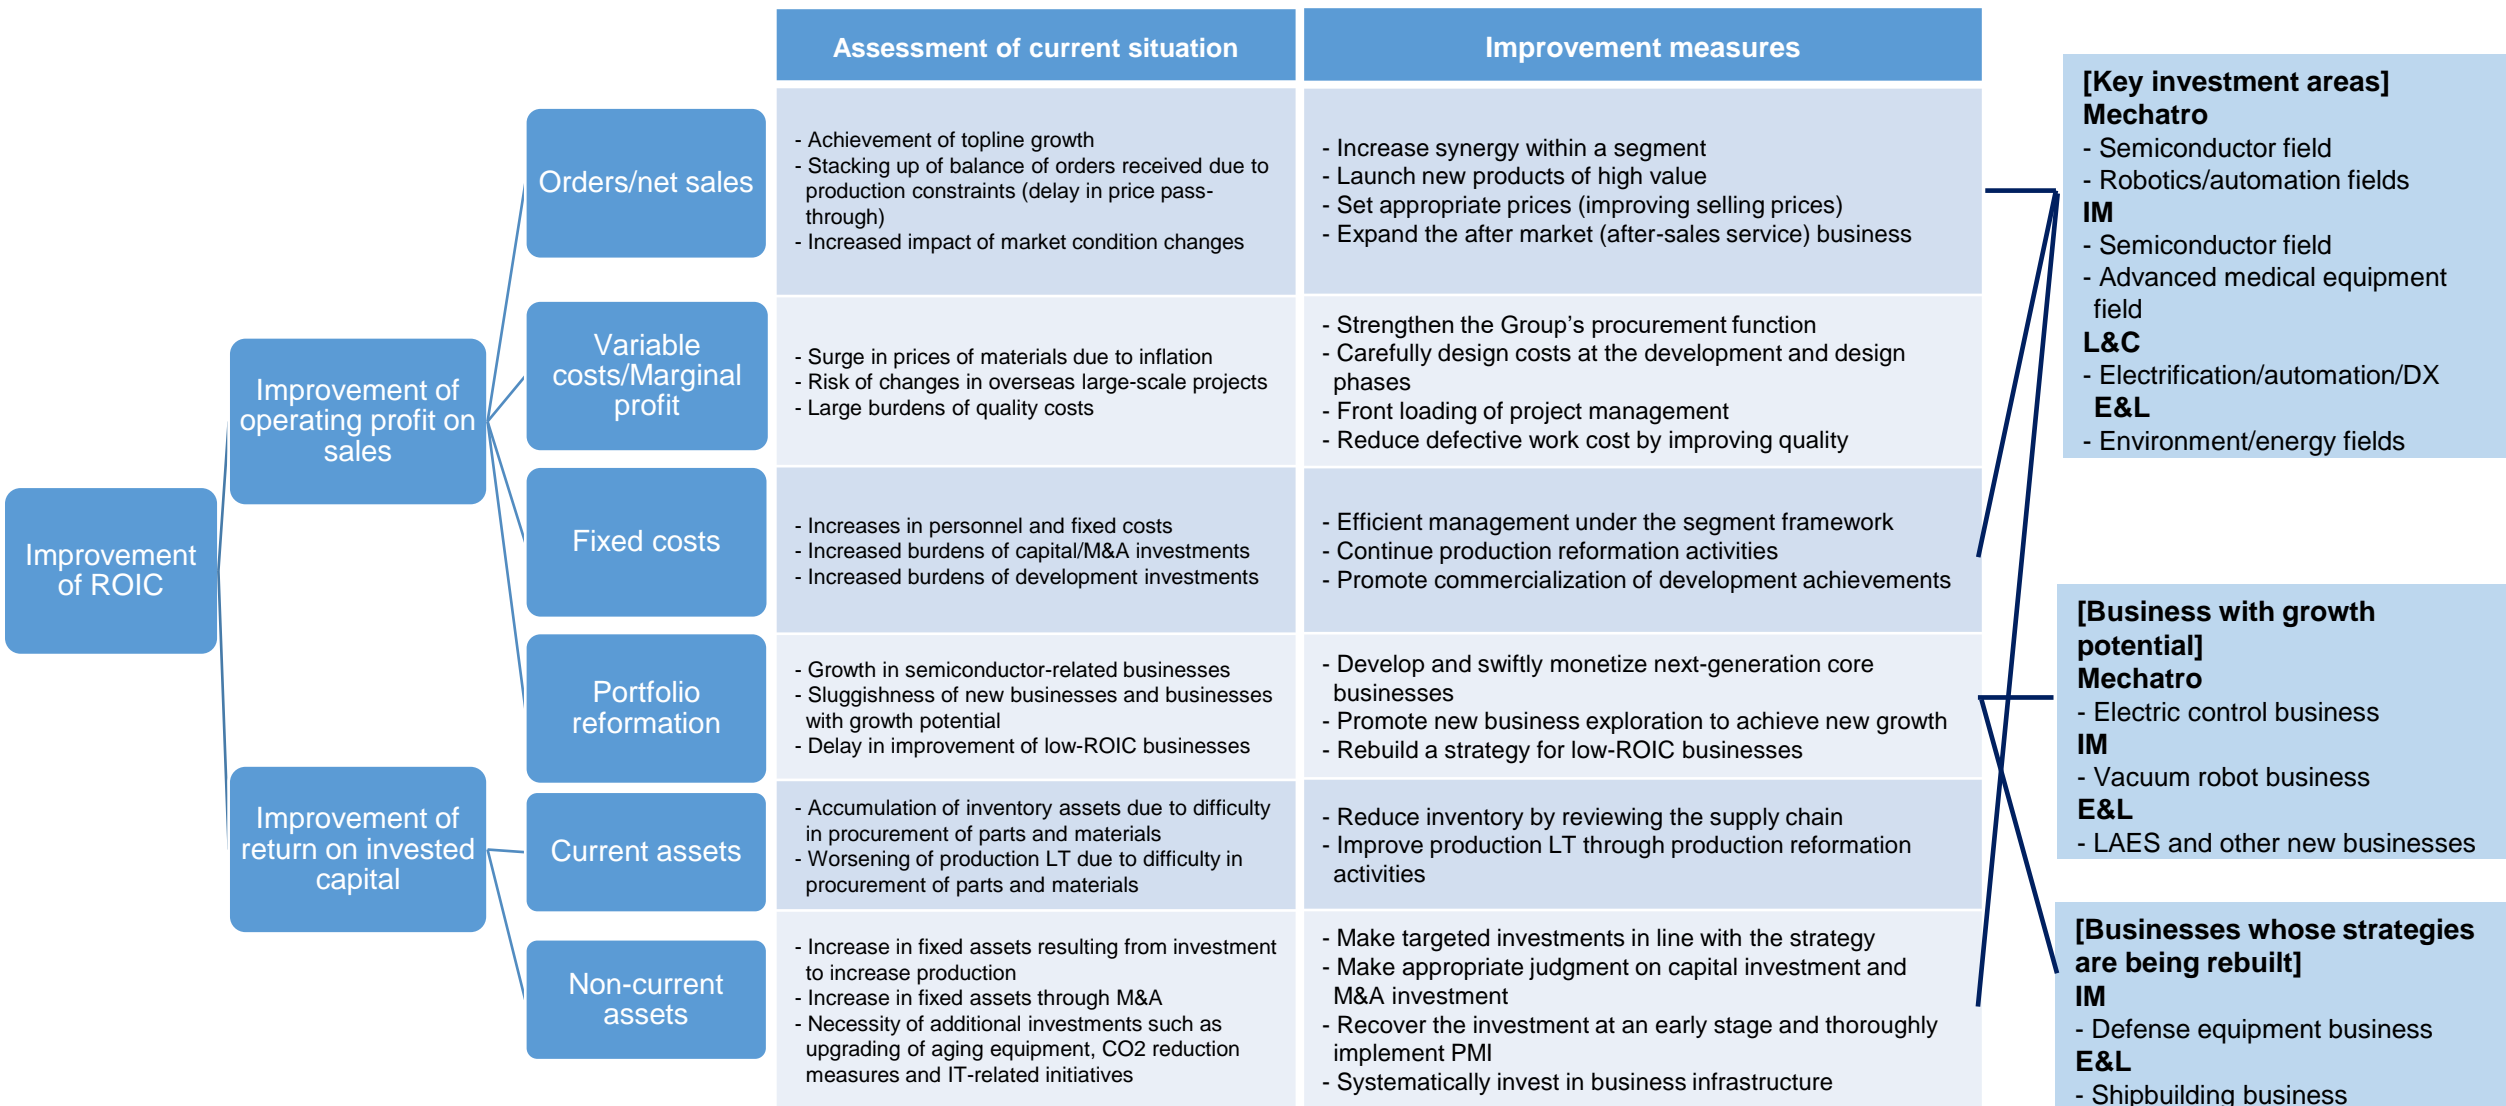 Assessment of current situation
Improvement measures
Improvement
of ROIC
Improvement of
operating profit on
sales
Improvement of
return on invested
capital
Orders/net sales
- Achievement of topline growth
- Stacking up of balance of orders received due to
production constraints (delay in price pass-
through)
- Increased impact of market condition changes
- Increase synergy within a segment
- Launch new products of high value
- Set appropriate prices (improving selling prices)
- Expand the after market (after-sales service) business
Variable
costs/Marginal
profit
- Surge in prices of materials due to inflation
- Risk of changes in overseas large-scale projects
- Large burdens of quality costs
- Strengthen the Group’s procurement function
- Carefully design costs at the development and design
phases
- Front loading of project management
- Reduce defective work cost by improving quality
Fixed costs
- Increases in personnel and fixed costs
- Increased burdens of capital/M&A investments
- Increased burdens of development investments
- Efficient management under the segment framework
- Continue production reformation activities
- Promote commercialization of development achievements
Portfolio
reformation
- Growth in semiconductor-related businesses
- Sluggishness of new businesses and businesses
with growth potential
- Delay in improvement of low-ROIC businesses
- Develop and swiftly monetize next-generation core
businesses
- Promote new business exploration to achieve new growth
- Rebuild a strategy for low-ROIC businesses
Current assets
- Accumulation of inventory assets due to difficulty
in procurement of parts and materials
- Worsening of production LT due to difficulty in
procurement of parts and materials
- Reduce inventory by reviewing the supply chain
- Improve production LT through production reformation
activities
Non-current
assets
- Increase in fixed assets resulting from investment
to increase production
- Increase in fixed assets through M&A
- Necessity of additional investments such as
upgrading of aging equipment, CO2 reduction
measures and IT-related initiatives
- Make targeted investments in line with the strategy
- Make appropriate judgment on capital investment and
M&A investment
- Recover the investment at an early stage and thoroughly
implement PMI
- Systematically invest in business infrastructure
[Key investment areas]
Mechatro
- Semiconductor field
- Robotics/automation fields
IM
- Semiconductor field
- Advanced medical equipment
field
L&C
- Electrification/automation/DX
E&L
- Environment/energy fields
[Business with growth
potential]
Mechatro
- Electric control business
IM
- Vacuum robot business
E&L
- LAES and other new businesses
[Businesses whose strategies
are being rebuilt]
IM
- Defense equipment business
E&L
- Shipbuilding business